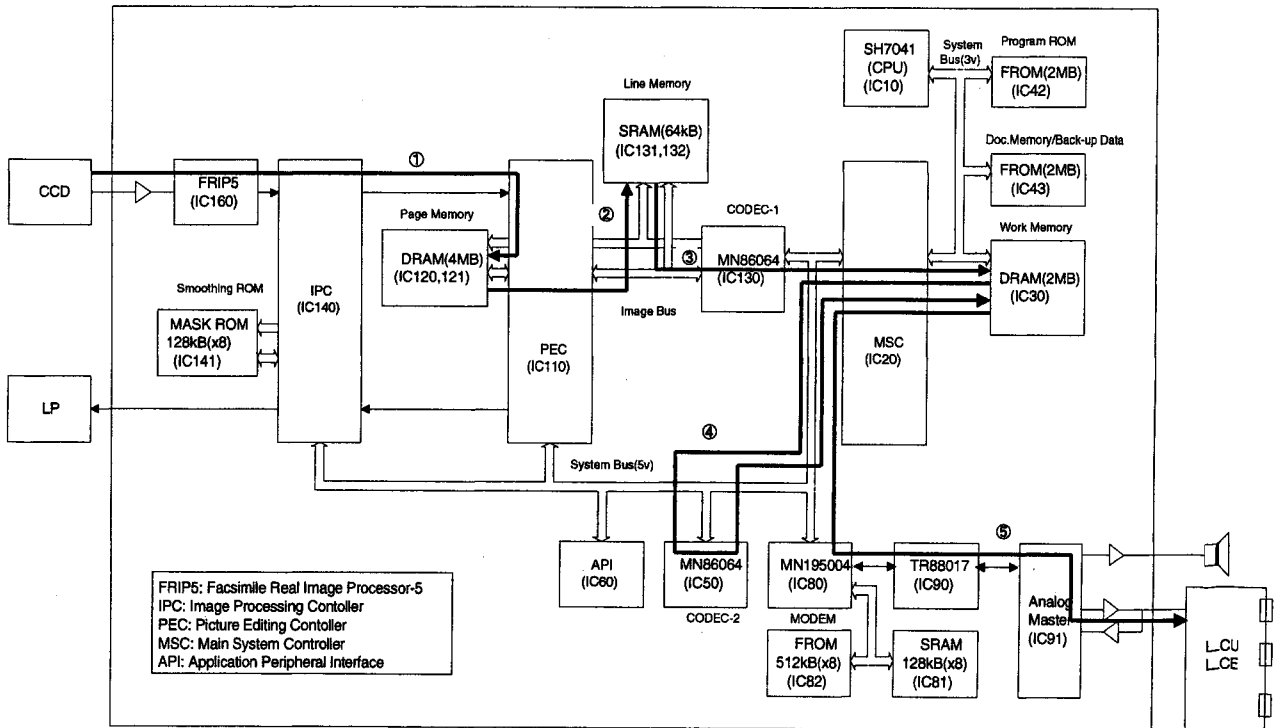 SH7041
(CPU)
(IC10)
System
Bus(3v)
Program ROM
FROM(2MB)
(IC42)
Line Memory
SRAM(64kB)
(IC131,132)
Doc.Memory/Back-up Data
FROM(2MB)
(IC43)
CCD
FRIP5
(IC160)
①
Page Memory
DRAM(4MB)
(IC120,121)
②
③
CODEC-1
MN86064
(IC130)
Work Memory
DRAM(2MB)
(IC30)
Smoothing ROM
MASK ROM
128kB(x8)
(IC141)
IPC
(IC140)
Image Bus
PEC
(IC110)
MSC
(IC20)
LP
④
System Bus(5v)
⑤
API
(IC60)
MN86064
(IC50)
CODEC-2
MN195004
(IC80)
MODEM
TR88017
(IC90)
Analog
Master
(IC91)
FROM
512kB(x8)
(IC82)
SRAM
128kB(x8)
(IC81)
LCU
LCE
FRIP5: Facsimile Real Image Processor-5
IPC: Image Processing Contoller
PEC: Picture Editing Contoller
MSC: Main System Controller
API: Application Peripheral Interface